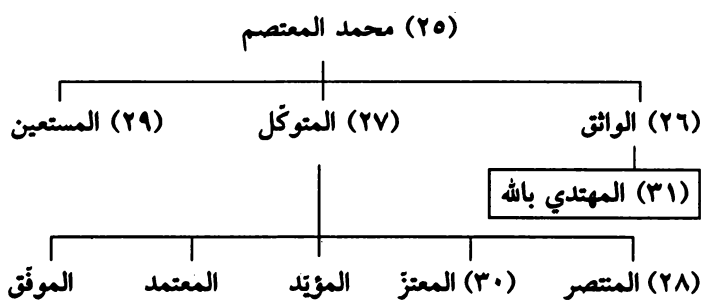 (٢٥) محمد المعتصم
(٢٦) الواثق (٢٧) المتوكّل (٢٩) المستعين
(٣١) المهتدي بالله
(٢٨) المنتصر (٣٠) المعتزّ المؤيّد المعتمد الموفّق